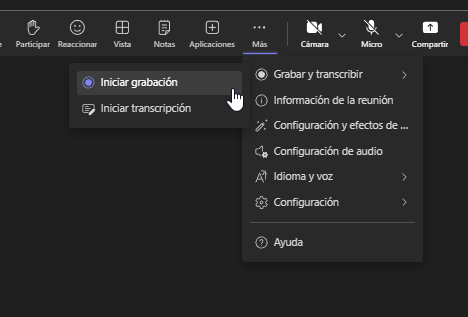 Participar
Reaccionar
Vista
Notas
Aplicaciones
Más
Cámara
Micro
Compartir
Iniciar grabación
Iniciar transcripción
Grabar y transcribir
Información de la reunión
Configuración y efectos de ...
Configuración de audio
Idioma y voz
Configuración
Ayuda